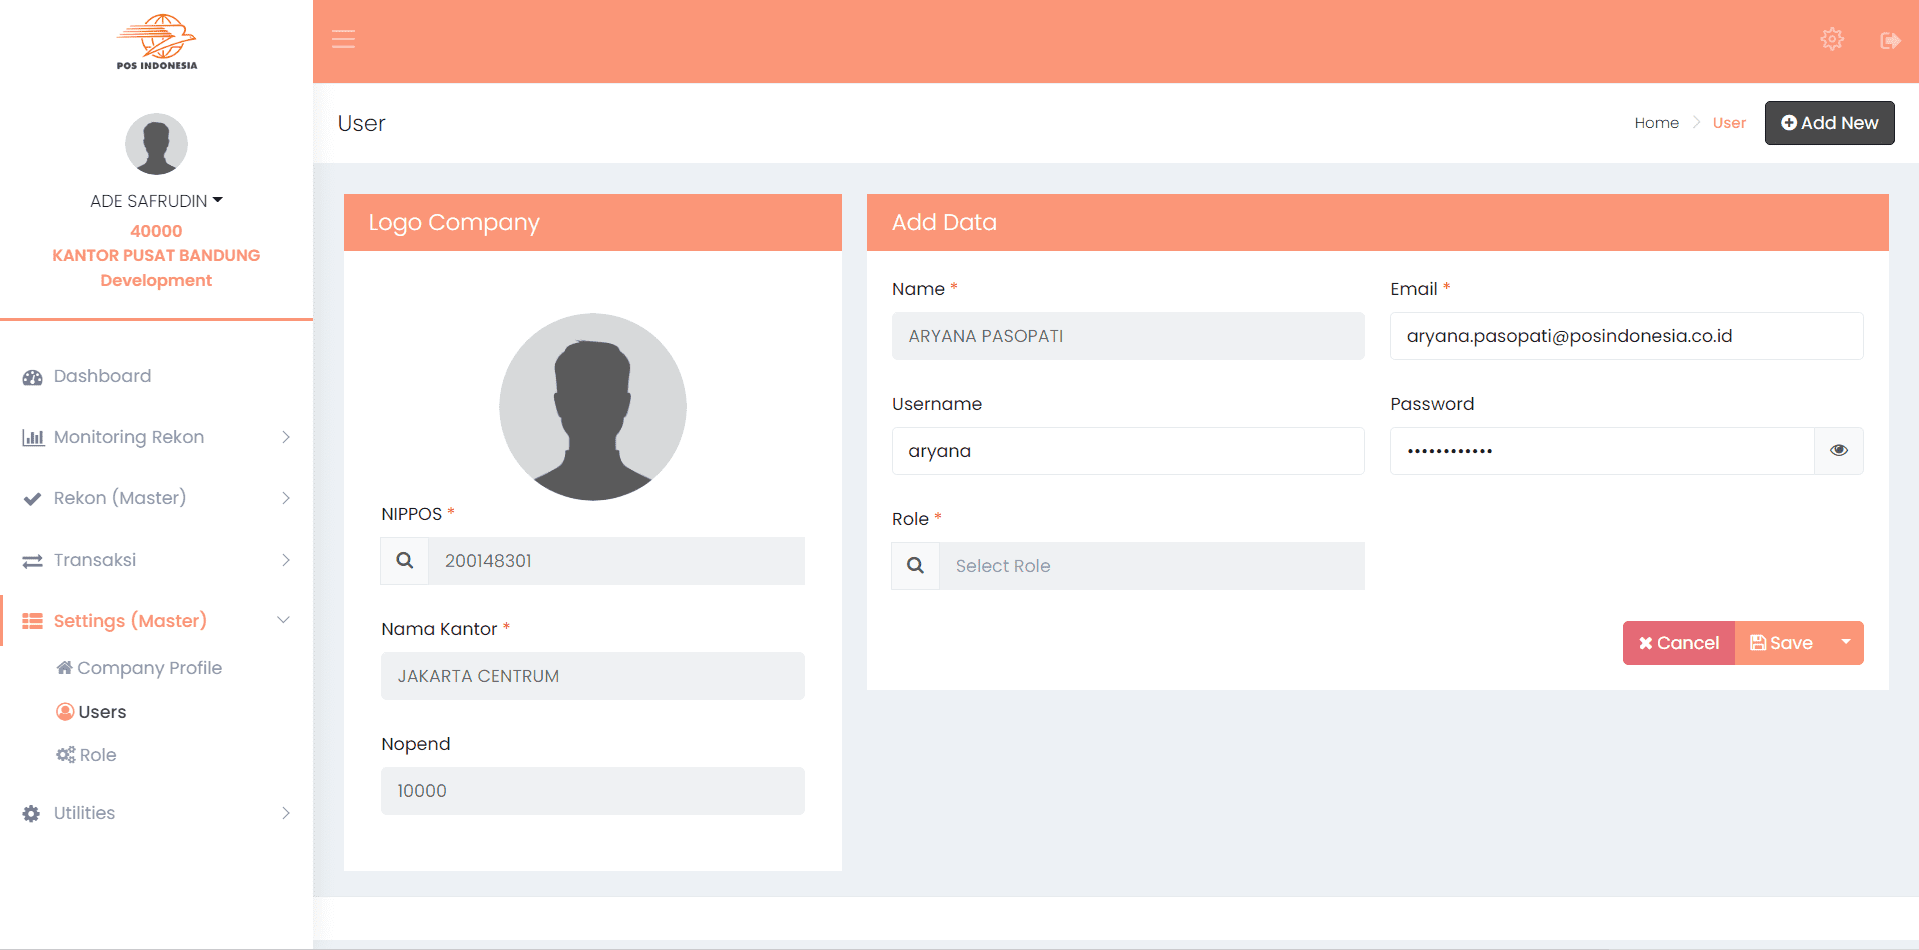 POS INDONESIA
ADE SAFRUDIN
40000
KANTOR PUSAT BANDUNG
Development
Dashboard
Monitoring Rekon
Rekon (Master)
Transaksi
Settings (Master)
Company Profile
Users
Role
Utilities
User
Home
User
Add New
Logo Company
NIPPOS *
200148301
Nama Kantor *
JAKARTA CENTRUM
Nopend
10000
Add Data
Name *
ARYANA PASOPATI
Email *
aryana.pasopati@posindonesia.co.id
Username
aryana
Password
••••••••••••
Role *
Select Role
Cancel
Save